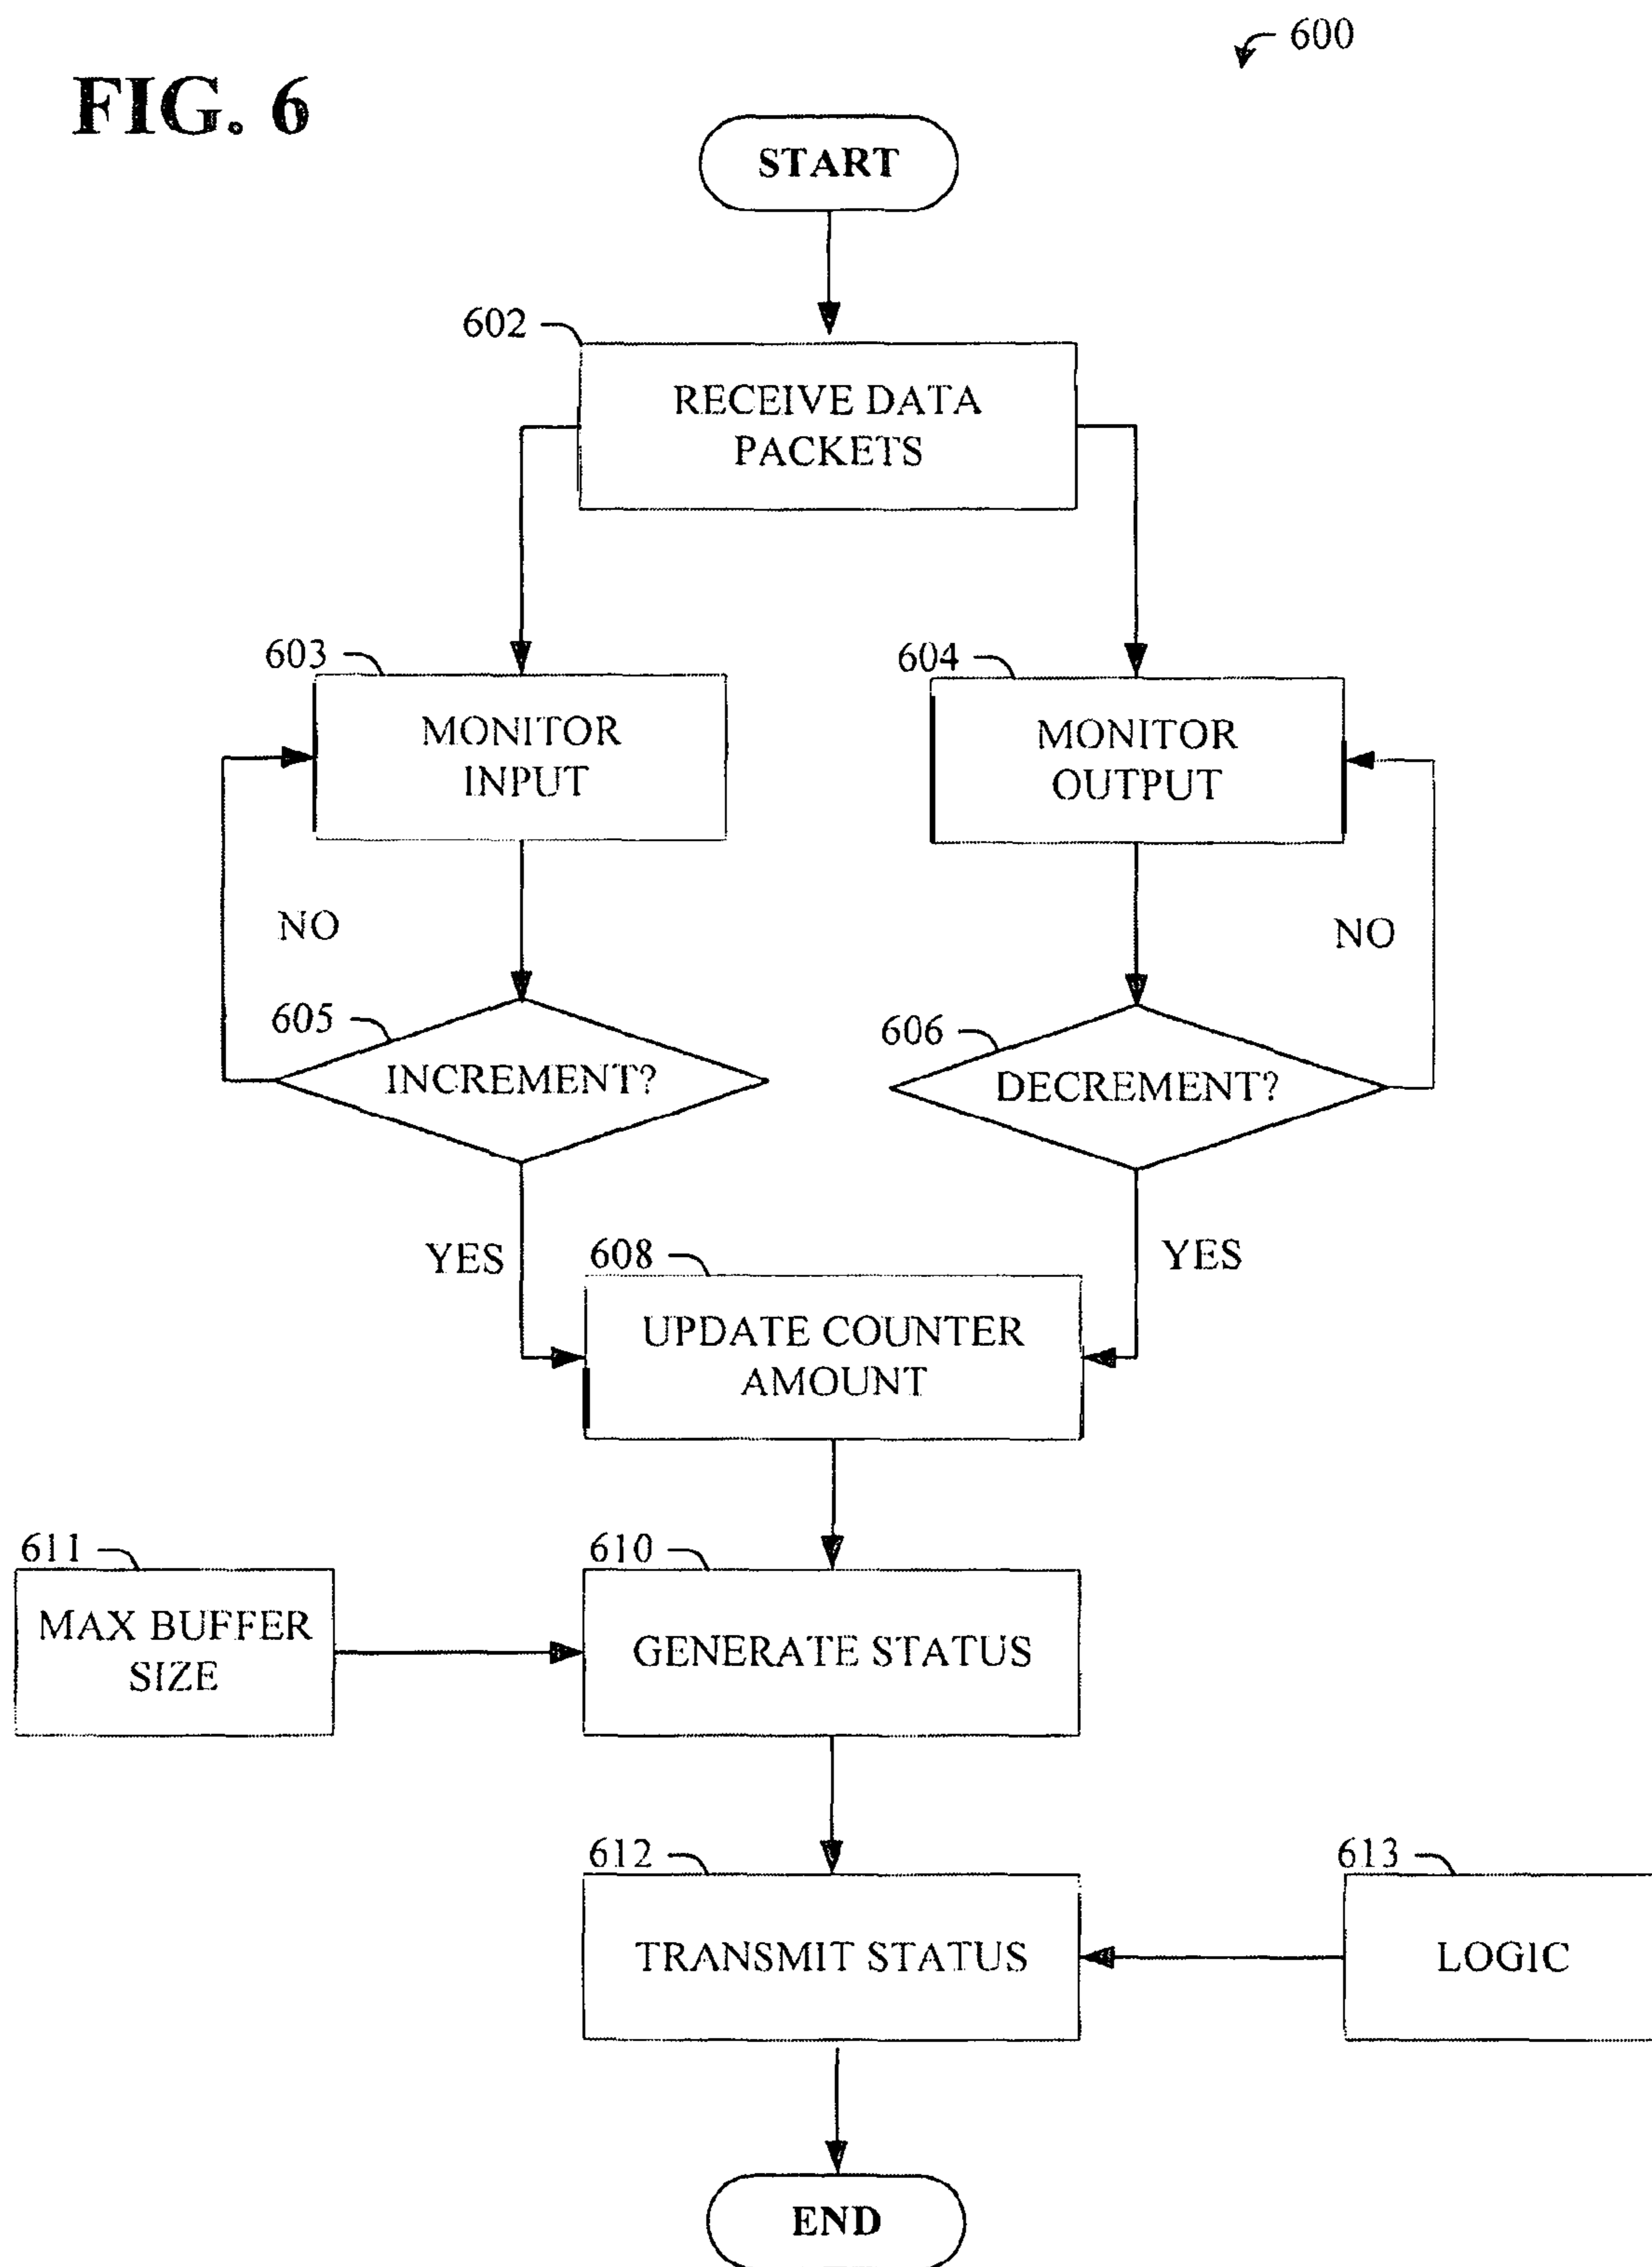 600
FIG. 6
START
602
RECEIVE DATA
PACKETS
603
MONITOR
INPUT
604
MONITOR
OUTPUT
NO
NO
605
INCREMENT?
606
DECREMENT?
YES
YES
608
UPDATE COUNTER
AMOUNT
611
MAX BUFFER
SIZE
610
GENERATE STATUS
612
TRANSMIT STATUS
613
LOGIC
END